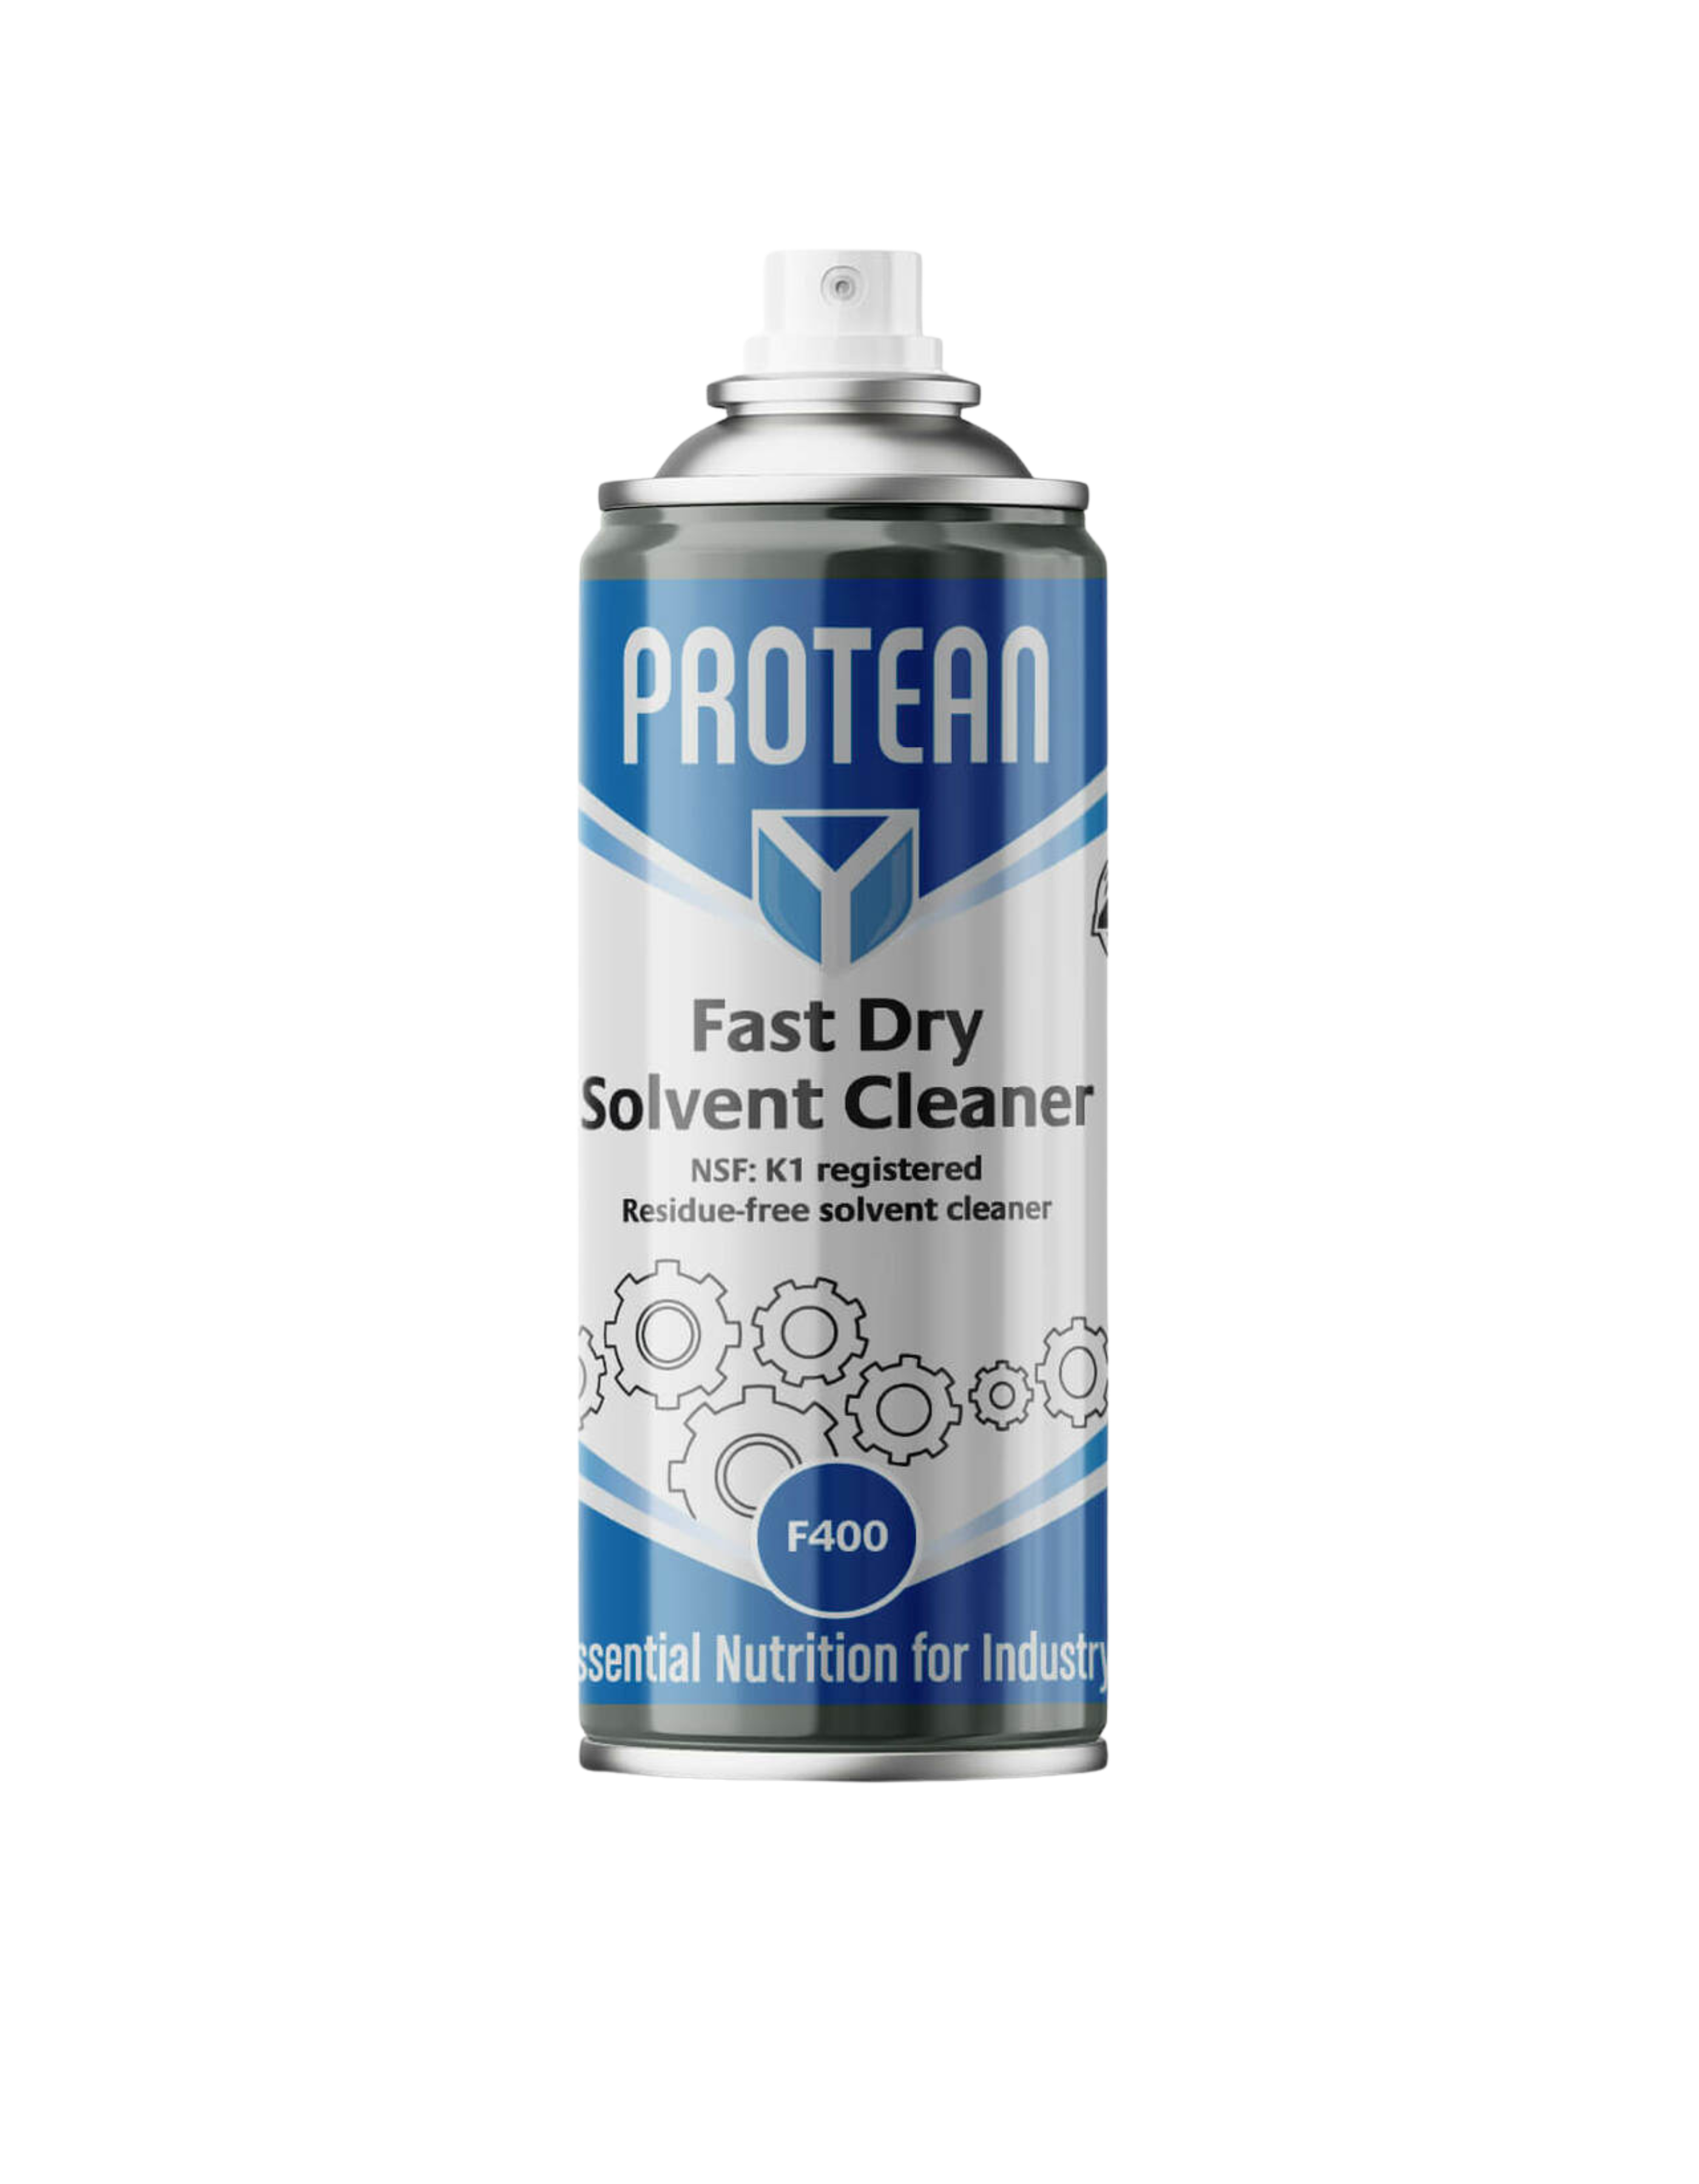 PROTEAN
Fast Dry
Solvent Cleaner
NSF: K1 registered
Residue-free solvent cleaner
F400
ssential Nutrition for Industry